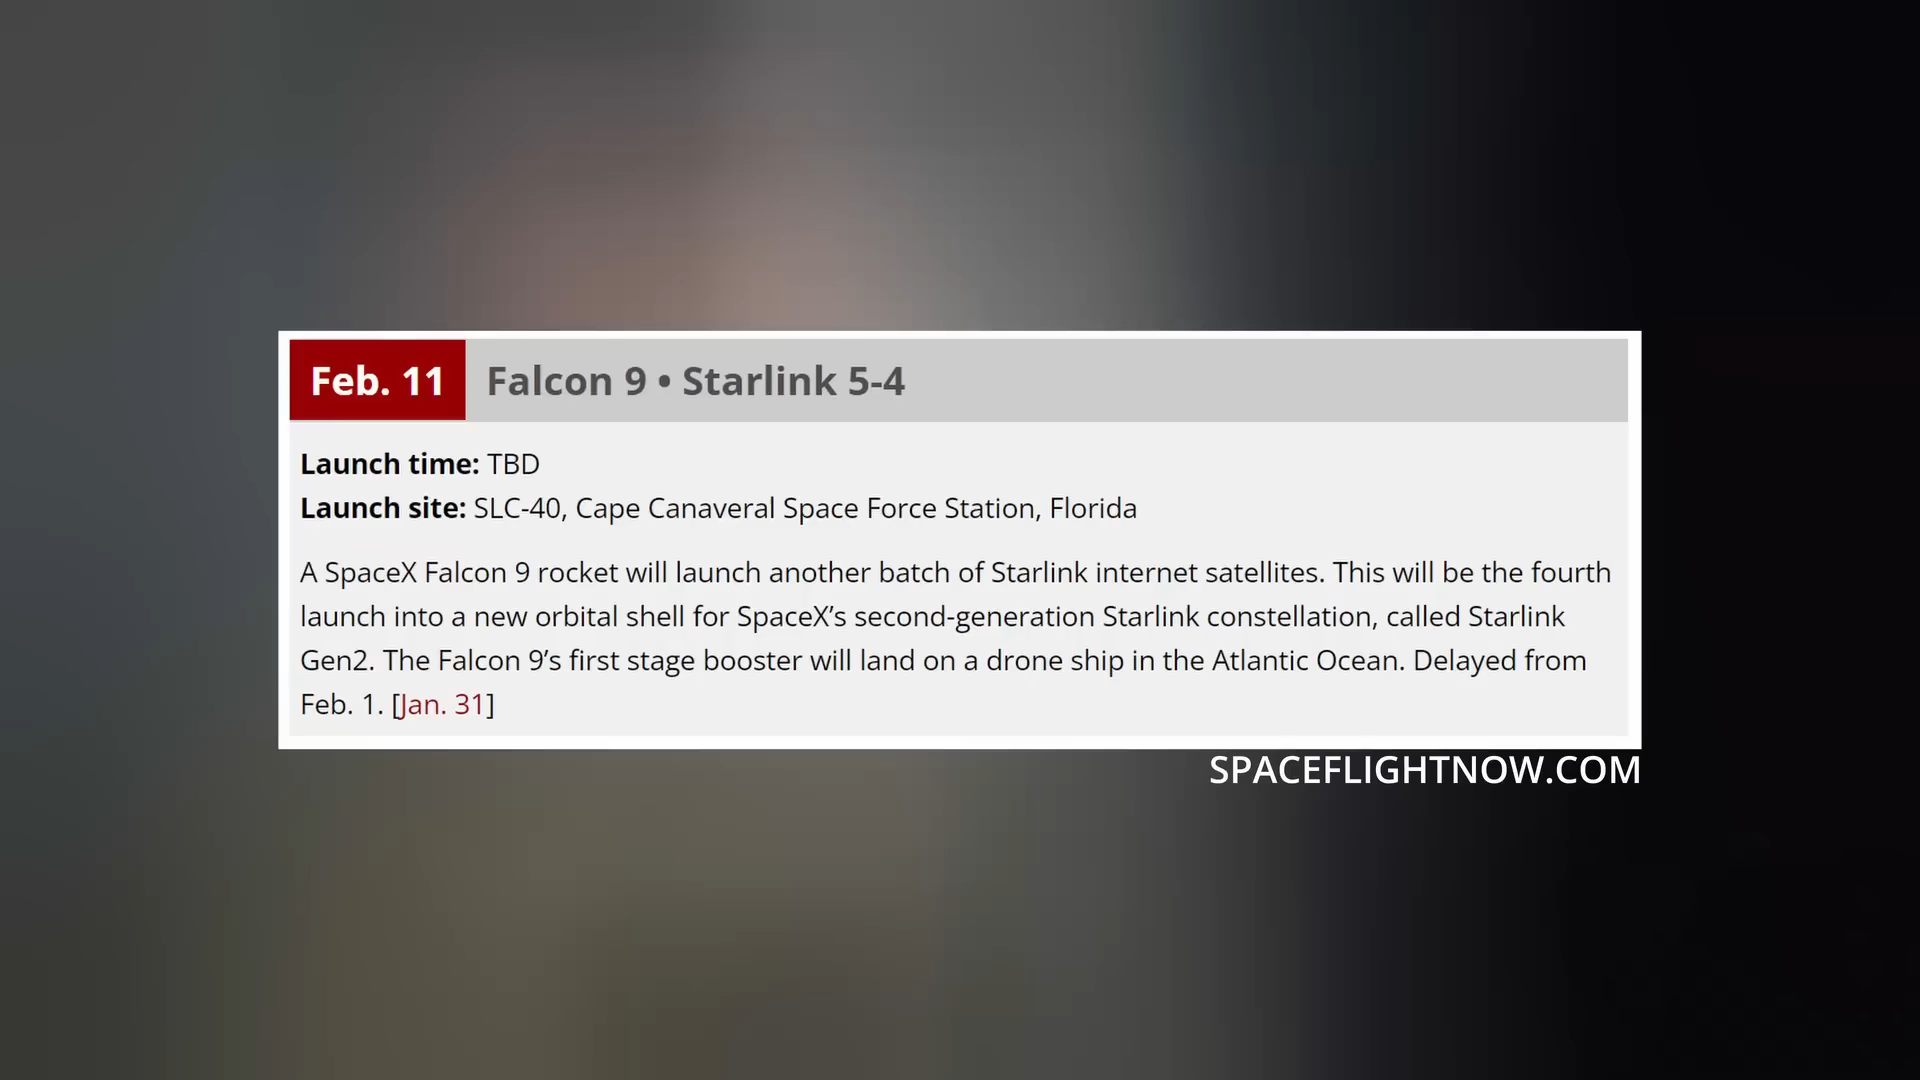 Feb. 11 Falcon 9 • Starlink 5-4
Launch time: TBD
Launch site: SLC-40, Cape Canaveral Space Force Station, Florida
A SpaceX Falcon 9 rocket will launch another batch of Starlink internet satellites. This will be the fourth
launch into a new orbital shell for SpaceX’s second-generation Starlink constellation, called Starlink
Gen2. The Falcon 9’s first stage booster will land on a drone ship in the Atlantic Ocean. Delayed from
Feb. 1. [Jan. 31]
SPACEFLIGHTNOW.COM